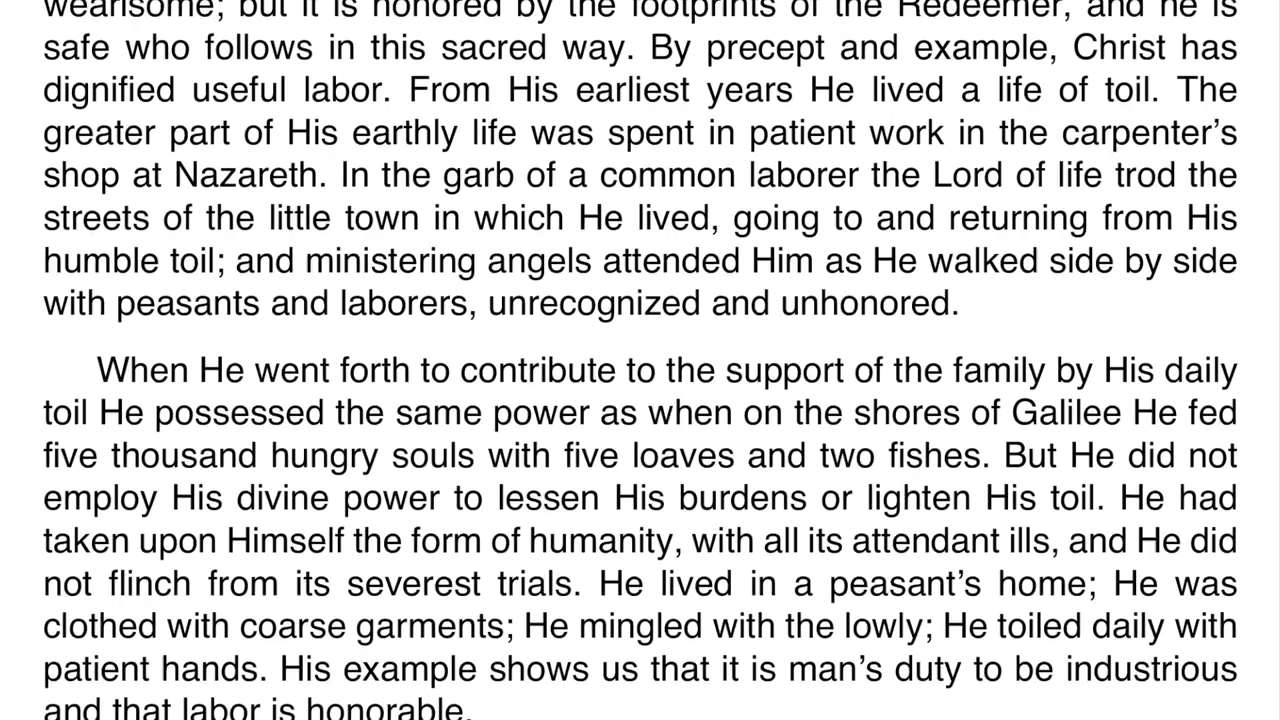 wearisome; but it is honored by the footprints of the Redeemer, and he is
safe who follows in this sacred way. By precept and example, Christ has
dignified useful labor. From His earliest years He lived a life of toil. The
greater part of His earthly life was spent in patient work in the carpenter’s
shop at Nazareth. In the garb of a common laborer the Lord of life trod the
streets of the little town in which He lived, going to and returning from His
humble toil; and ministering angels attended Him as He walked side by side
with peasants and laborers, unrecognized and unhonored.
When He went forth to contribute to the support of the family by His daily
toil He possessed the same power as when on the shores of Galilee He fed
five thousand hungry souls with five loaves and two fishes. But He did not
employ His divine power to lessen His burdens or lighten His toil. He had
taken upon Himself the form of humanity, with all its attendant ills, and He did
not flinch from its severest trials. He lived in a peasant’s home; He was
clothed with coarse garments; He mingled with the lowly; He toiled daily with
patient hands. His example shows us that it is man’s duty to be industrious
and that labor is honorable.